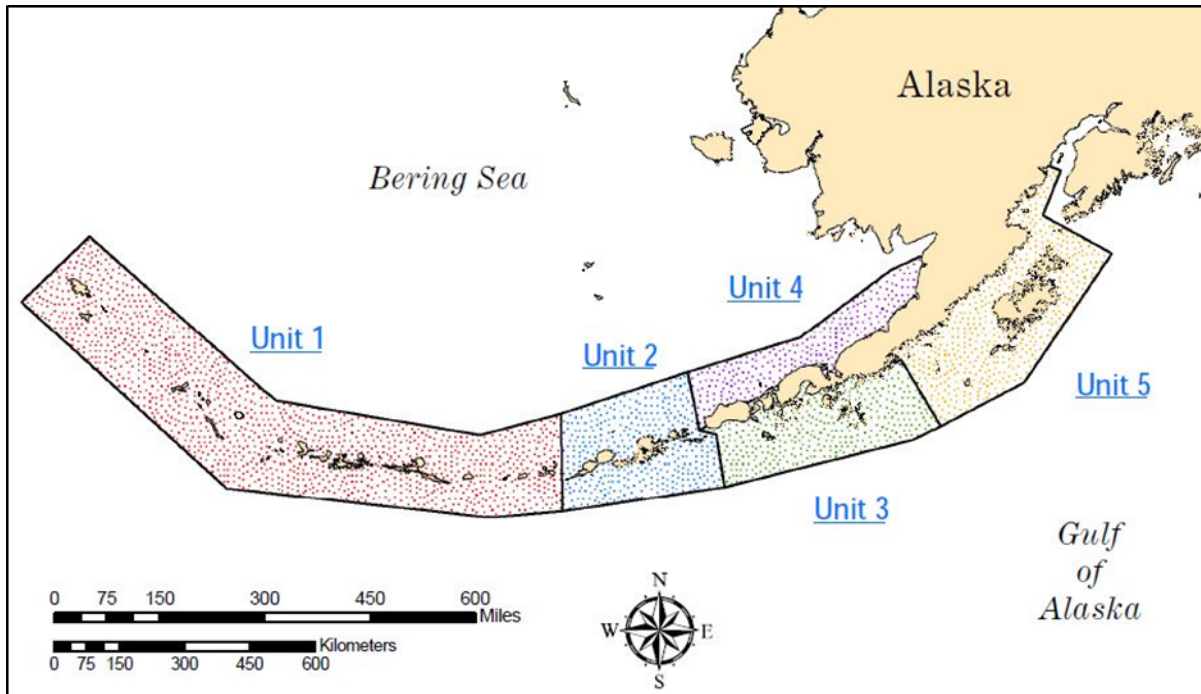 Alaska
Bering Sea
Unit 4
Unit 1
Unit 2
Unit 5
Unit 3
Gulf
of
Alaska
0 75 150 300 450 600
Miles
Kilometers
0 75 150 300 450 600
N
W E
S